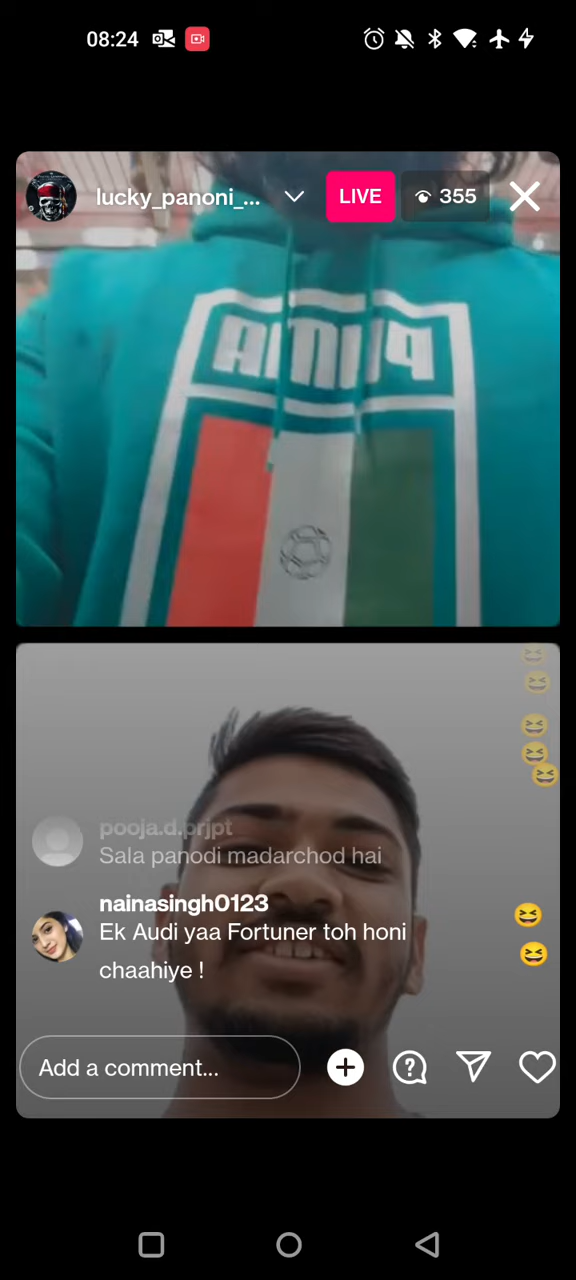 08:24
lucky_panoni_...
LIVE
355
PUMA
pooja.d.prjpt
Sala panodi madarchod hai
nainasingh0123
Ek Audi yaa Fortuner toh honi
chaahiye !
Add a comment...